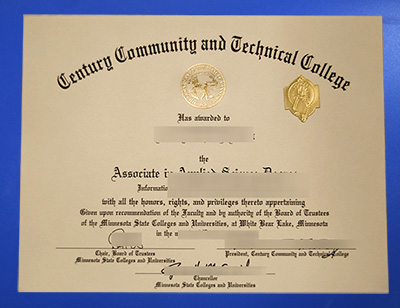 Century Community and Technical College
Has awarded to
the
Associate in Applied Science Degree
Informatio
with all the honors, rights, and privileges thereto appertaining
Given upon recommendation of the Faculty and by authority of the Board of Trustees
of the Minnesota State Colleges and Universities, at White Bear Lake, Minnesota
in the
Chair, Board of Trustees
Minnesota State Colleges and Universities
President, Century Community and Technical College
Chancellor
Minnesota State Colleges and Universities